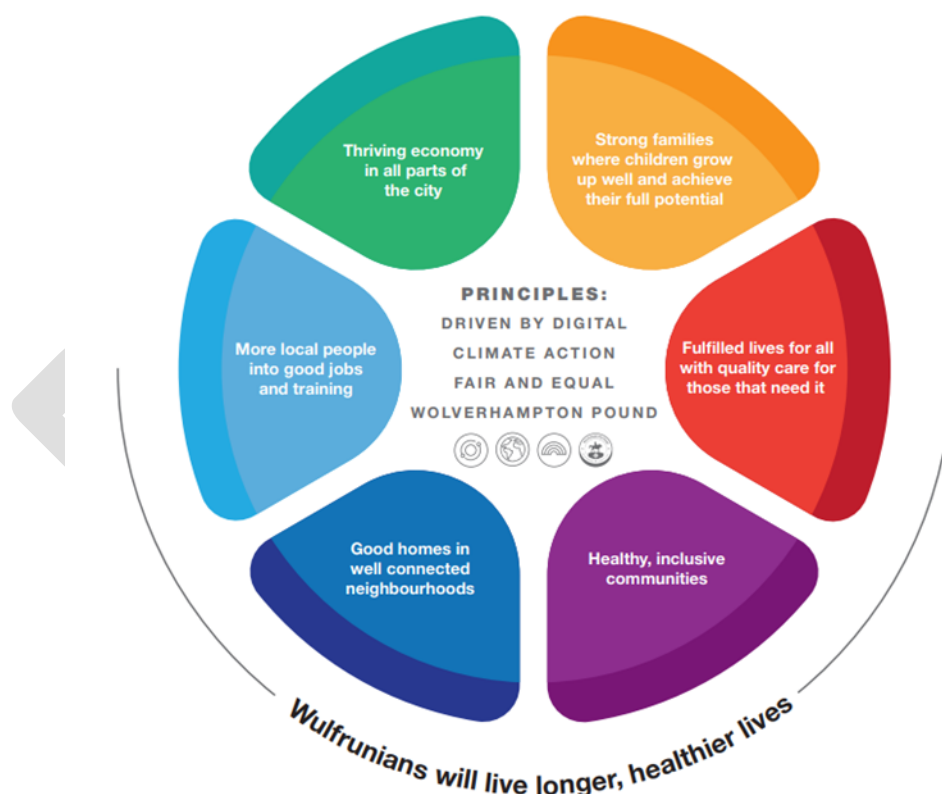 Thriving economy
in all parts of
the city
Strong families
where children grow
up well and achieve
their full potential
More local people
into good jobs
and training
PRINCIPLES:
DRIVEN BY DIGITAL
CLIMATE ACTION
FAIR AND EQUAL
WOLVERHAMPTON POUND
Fulfilled lives for all
with quality care for
those that need it
Good homes in
well connected
neighbourhoods
Healthy, inclusive
communities
Wulfrunians will live longer, healthier lives